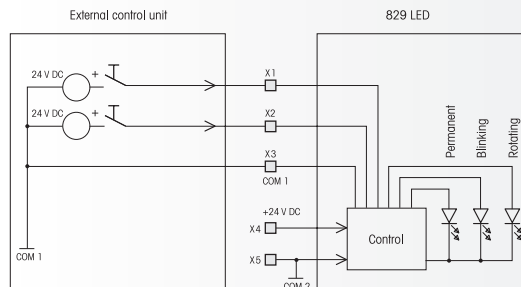 External control unit
829 LED
24 V DC
+
X1
24 V DC
+
X2
X3
COM 1
Permanent
Blinking
Rotating
+24 V DC
X4
Control
X5
COM 1
COM 2